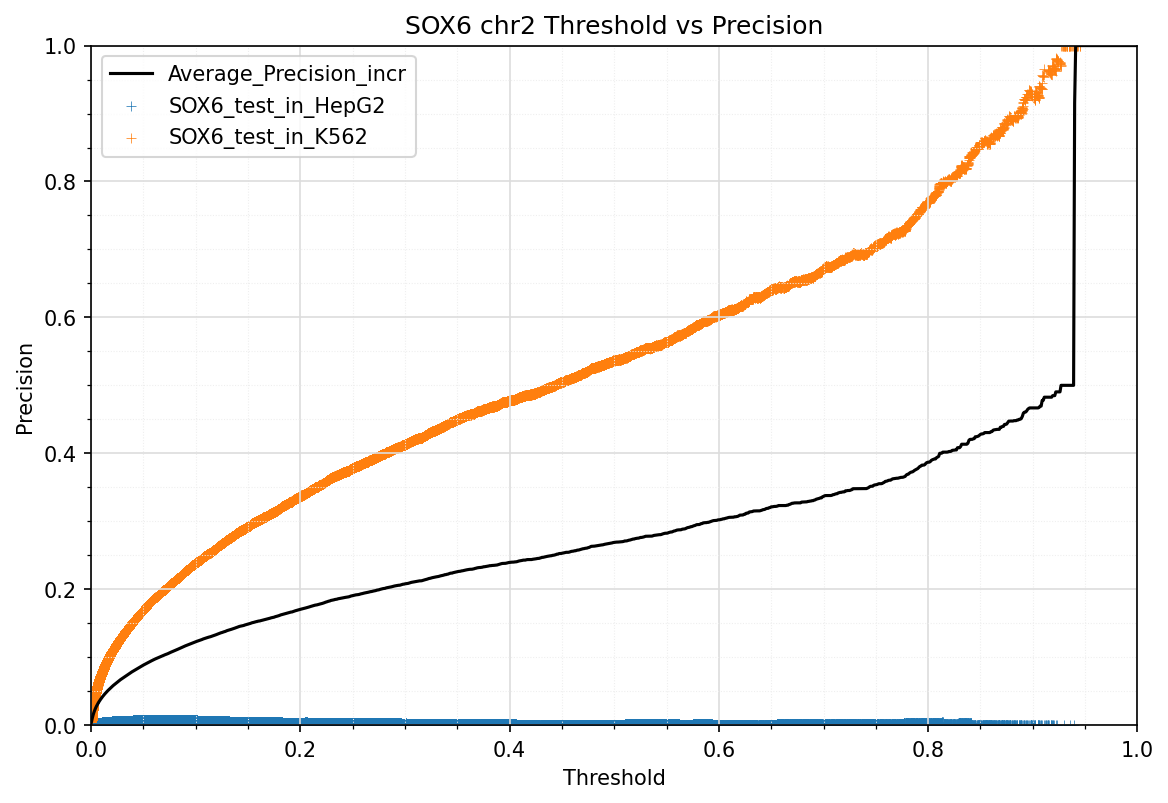 SOX6 chr2 Threshold vs Precision
Average_Precision_incr
SOX6_test_in_HepG2
SOX6_test_in_K562
1.0
0.8
0.6
0.4
0.2
0.0
Precision
0.0 0.2 0.4 0.6 0.8 1.0
Threshold